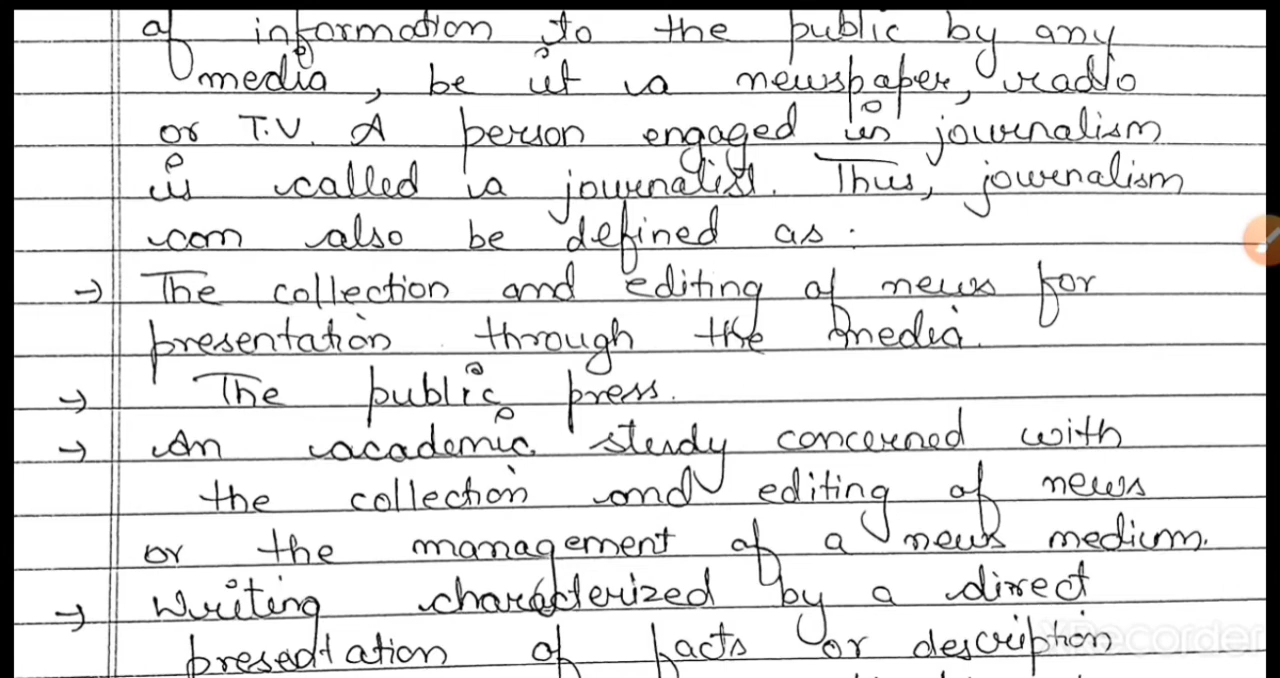 of information to the public by any
media, be it a newspaper, radio
or T.V. A person engaged in journalism
is called a journalist. Thus, journalism
can also be defined as :
→ The collection and editing of news for
presentation through the media.
→ The public press.
→ An academic study concerned with
the collection and editing of news
or the management of a news medium.
→ Writing characterized by a direct
presentation of facts or description
XRecorder